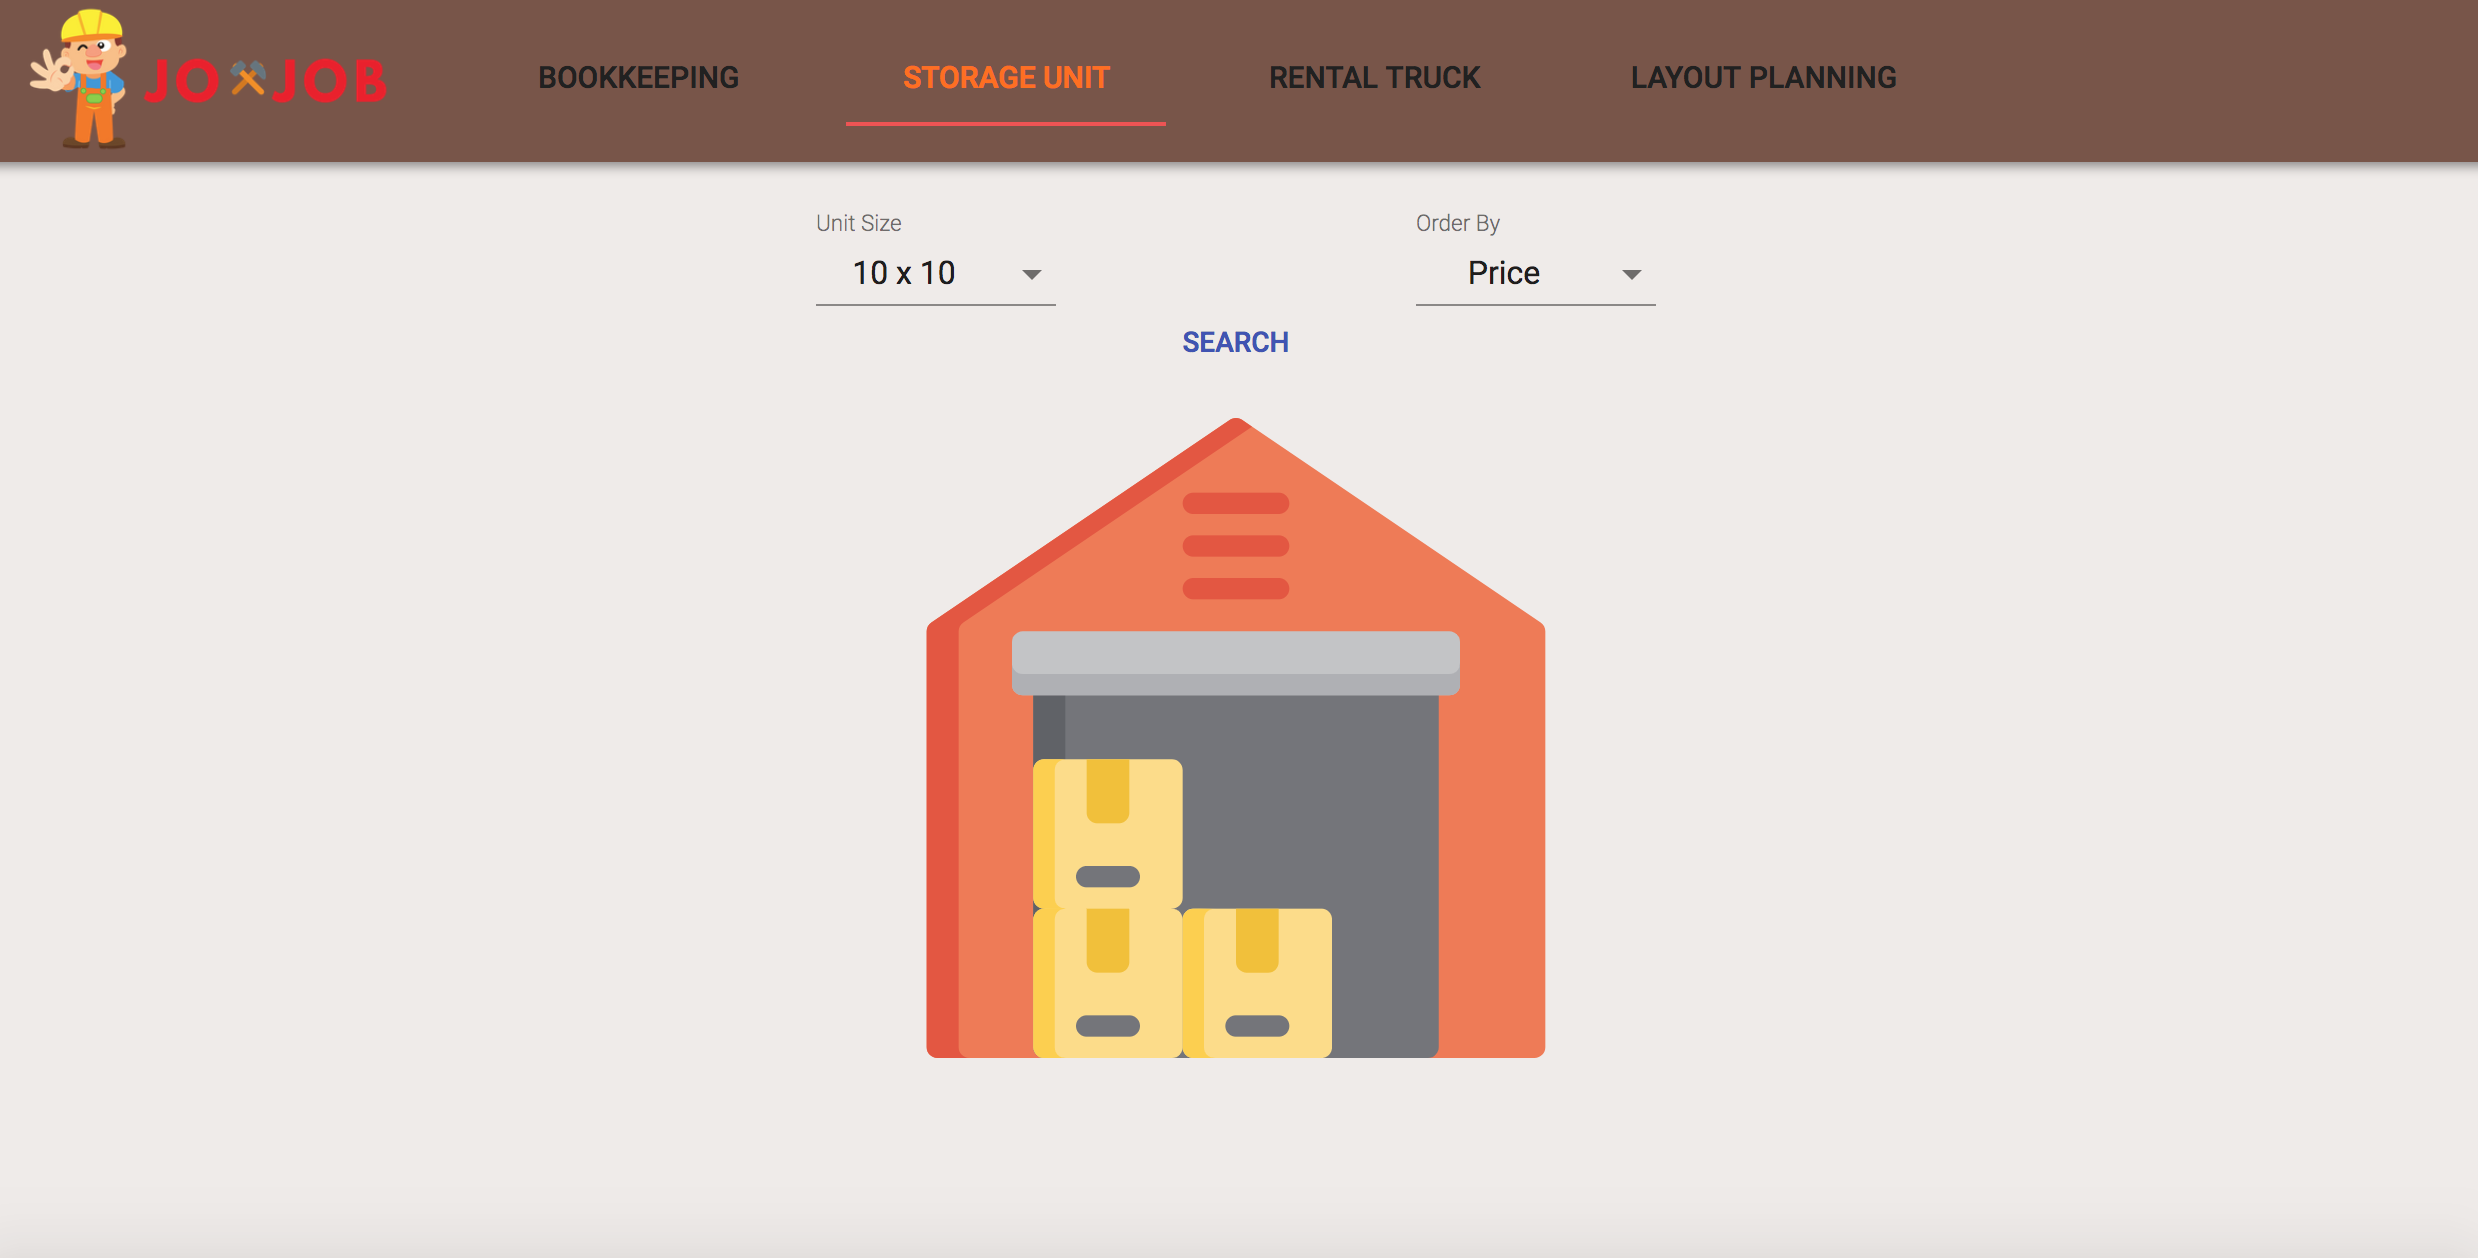 JO JOB
BOOKKEEPING
STORAGE UNIT
RENTAL TRUCK
LAYOUT PLANNING
Unit Size
Order By
10 x 10
Price
SEARCH